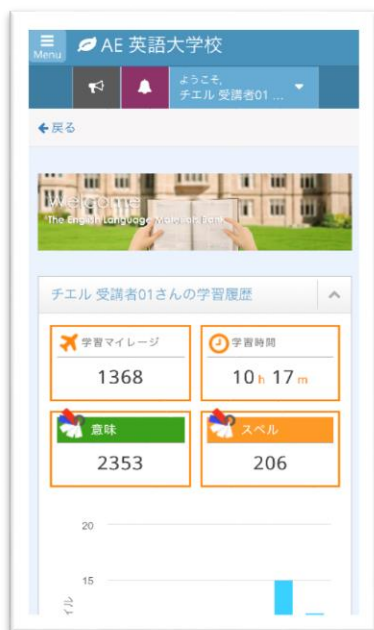 Menu
AE 英語大学校
ようこそ,
チエル 受講者01 ...
戻る
Welcome
The English Language Materials Bank
チエル 受講者01さんの学習履歴
学習マイレージ
1368
学習時間
10 h 17 m
意味
2353
スペル
206
20
15
イル